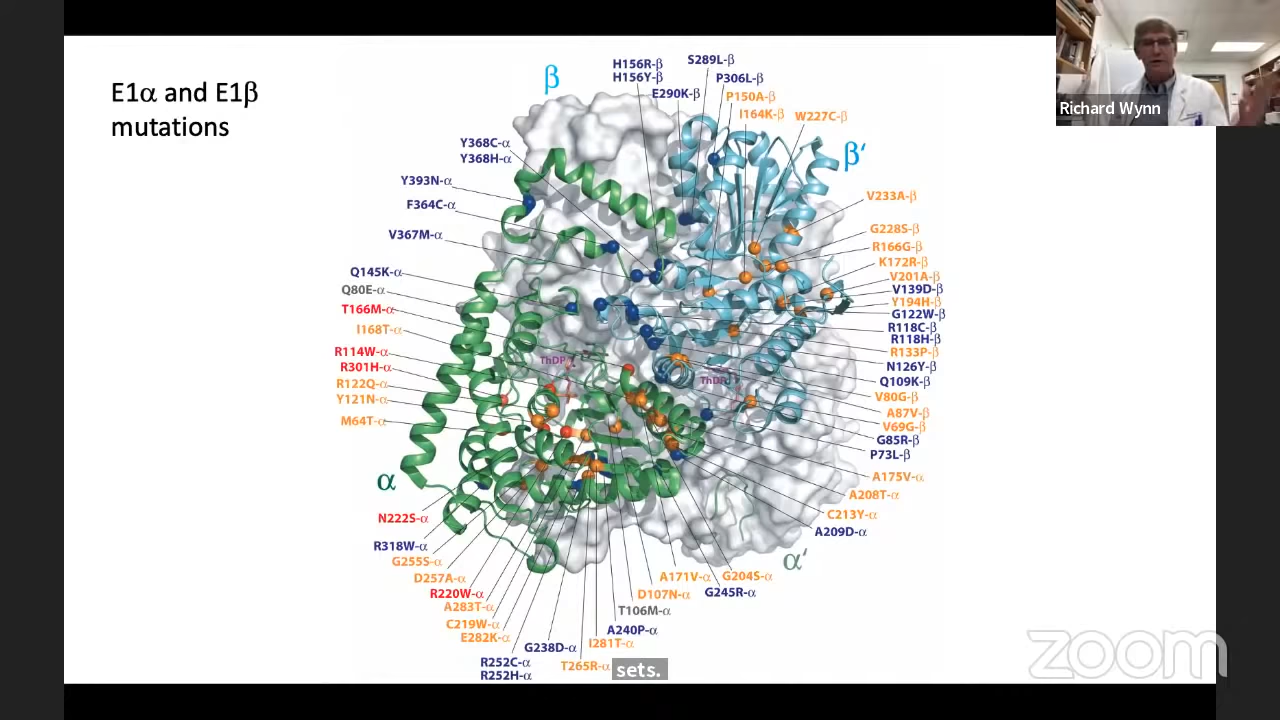 E1α and E1β
mutations
Richard Wynn
β
β‘
α
α‘
H156R-β
H156Y-β
S289L-β
E290K-β
P306L-β
P150A-β
I164K-β
W227C-β
Y368C-α
Y368H-α
Y393N-α
F364C-α
V367M-α
Q145K-α
Q80E-α
T166M-α
I168T-α
R114W-α
R301H-α
R122Q-α
Y121N-α
M64T-α
ThDP
N222S-α
R318W-α
G255S-α
D257A-α
R220W-α
A283T-α
C219W-α
E282K-α
R252C-α
R252H-α
G238D-α
T265R-α
I281T-α
A240P-α
T106M-α
D107N-α
A171V-α
G245R-α
G204S-α
V233A-β
G228S-β
R166G-β
K172R-β
V201A-β
V139D-β
Y194H-β
G122W-β
R118C-β
R118H-β
R133P-β
N126Y-β
Q109K-β
V80G-β
A87V-β
V69G-β
G85R-β
P73L-β
A175V-α
A208T-α
C213Y-α
A209D-α
sets.
zoom